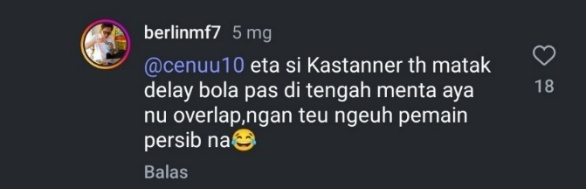 berlinmf7 5 mg
@cenuu10 eta si Kastanner th matak
delay bola pas di tengah menta aya
nu overlap,ngan teu ngeuh pemain
persib na😂
18
Balas